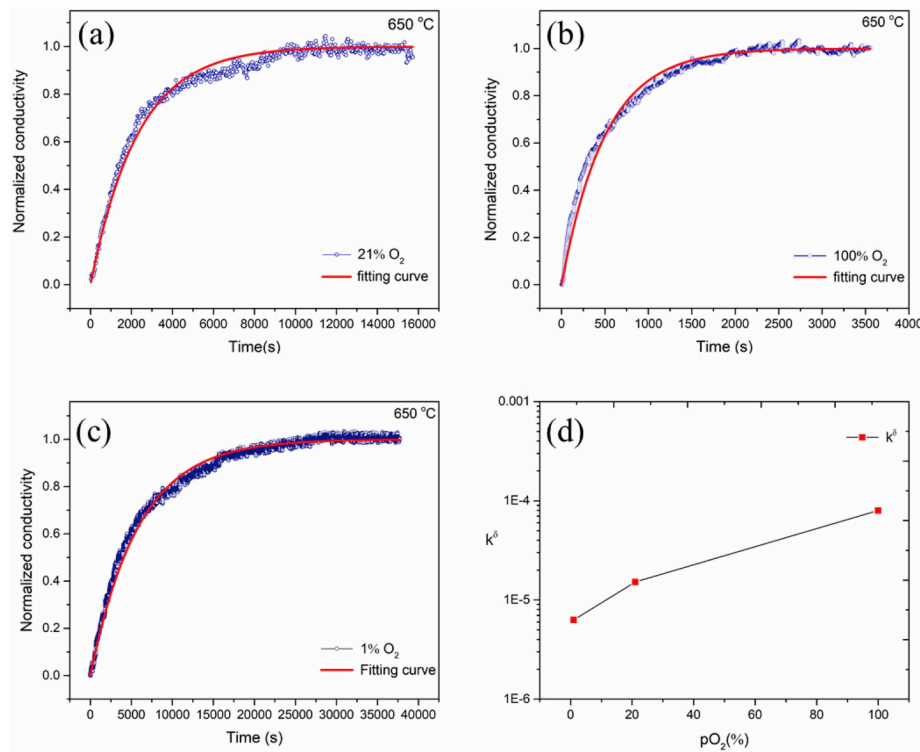 (a)
650 °C
Normalized conductivity
1.0
0.8
0.6
0.4
0.2
0.0
21% O₂
fitting curve
0 2000 4000 6000 8000 10000 12000 14000 16000
Time(s)
(b)
650 °C
Normalized conductivity
1.0
0.8
0.6
0.4
0.2
0.0
100% O₂
fitting curve
0 500 1000 1500 2000 2500 3000 3500 4000
Time (s)
(c)
650 °C
Normalized conductivity
1.0
0.8
0.6
0.4
0.2
0.0
1% O₂
Fitting curve
0 5000 10000 15000 20000 25000 30000 35000 40000
Time (s)
(d)
0.001
1E-4
1E-5
1E-6
k^δ
k^δ
0 20 40 60 80 100
pO₂(%)